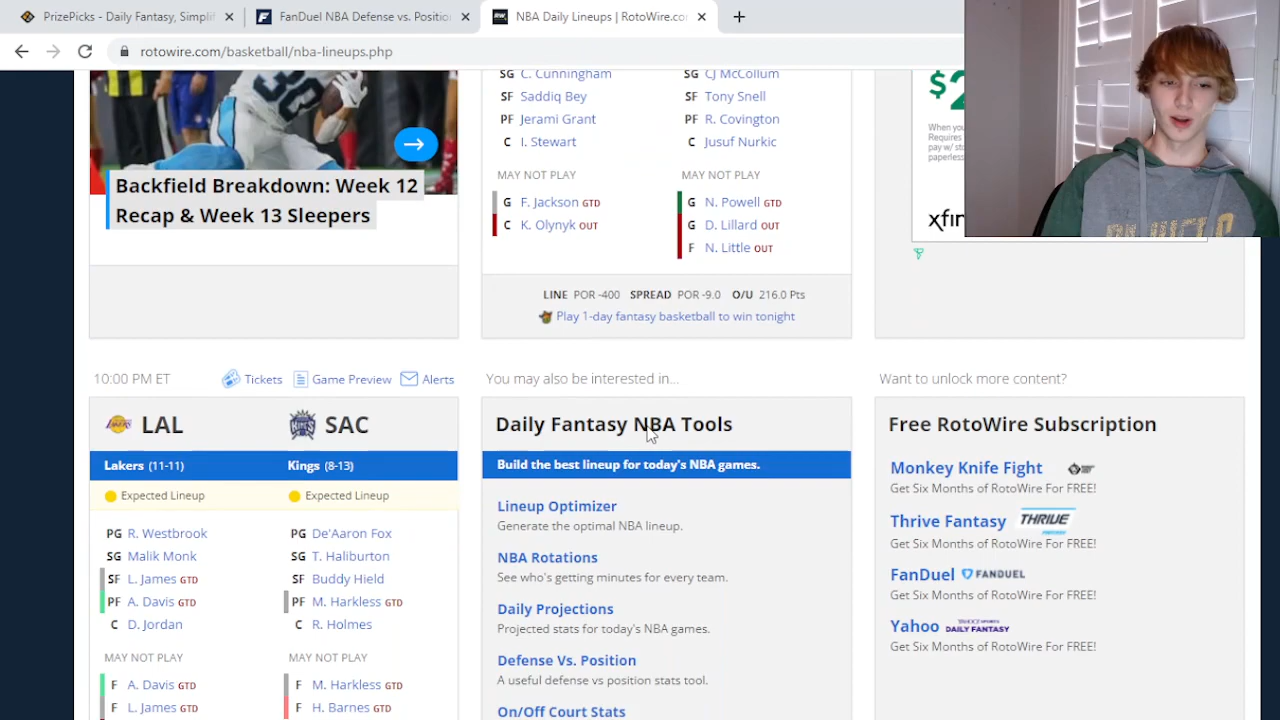 PrizePicks - Daily Fantasy, Simplif
FanDuel NBA Defense vs. Positio
NBA Daily Lineups | RotoWire.co
rotowire.com/basketball/nba-lineups.php
30
Backfield Breakdown: Week 12
Recap & Week 13 Sleepers
SG C. Cunningham
SF Saddiq Bey
PF Jerami Grant
C I. Stewart
SG CJ McCollum
SF Tony Snell
PF R. Covington
C Jusuf Nurkic
MAY NOT PLAY
G F. Jackson GTD
C K. Olynyk OUT
MAY NOT PLAY
G N. Powell GTD
G D. Lillard OUT
F N. Little OUT
LINE POR -400 SPREAD POR -9.0 O/U 216.0 Pts
Play 1-day fantasy basketball to win tonight
$2
When you
Requires
pay w/ sto
paperless
xfin
10:00 PM ET Tickets Game Preview Alerts
LAL SAC
Lakers (11-11) Kings (8-13)
Expected Lineup Expected Lineup
PG R. Westbrook
SG Malik Monk
SF L. James GTD
PF A. Davis GTD
C D. Jordan
PG De'Aaron Fox
SG T. Haliburton
SF Buddy Hield
PF M. Harkless GTD
C R. Holmes
MAY NOT PLAY
F A. Davis GTD
F L. James GTD
MAY NOT PLAY
F M. Harkless GTD
F H. Barnes GTD
You may also be interested in...
Daily Fantasy NBA Tools
Build the best lineup for today's NBA games.
Lineup Optimizer
Generate the optimal NBA lineup.
NBA Rotations
See who's getting minutes for every team.
Daily Projections
Projected stats for today's NBA games.
Defense Vs. Position
A useful defense vs position stats tool.
On/Off Court Stats
Want to unlock more content?
Free RotoWire Subscription
Monkey Knife Fight
Get Six Months of RotoWire For FREE!
Thrive Fantasy THRIVE
Get Six Months of RotoWire For FREE!
FanDuel FANDUEL
Get Six Months of RotoWire For FREE!
Yahoo DAILY FANTASY
Get Six Months of RotoWire For FREE!